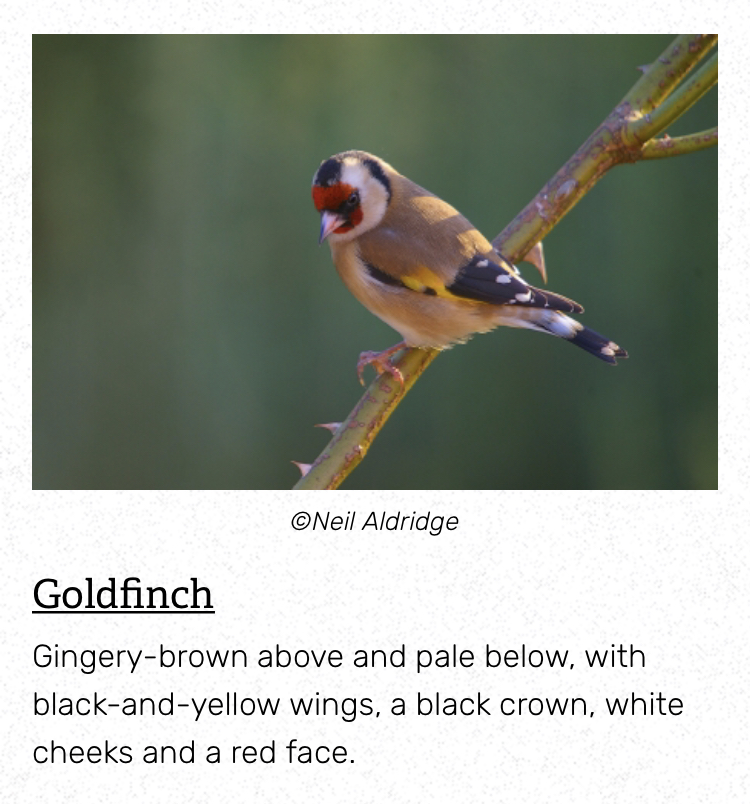 ©Neil Aldridge
Goldfinch
Gingery-brown above and pale below, with
black-and-yellow wings, a black crown, white
cheeks and a red face.